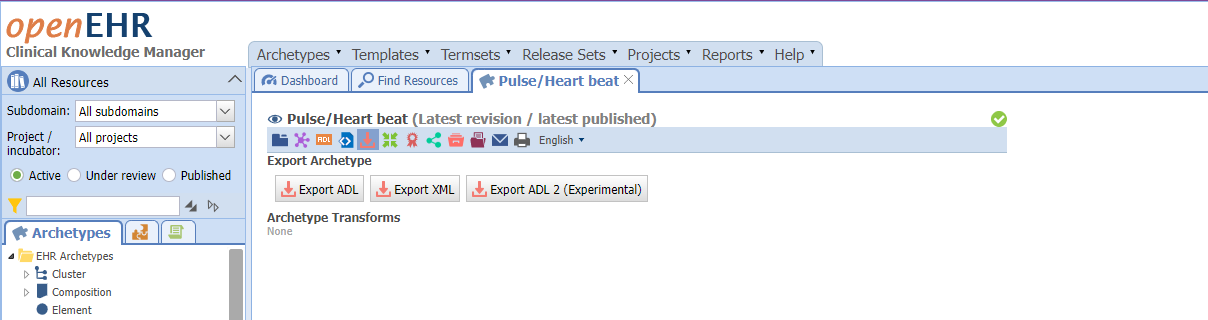 openEHR
Clinical Knowledge Manager
Archetypes Templates Termsets Release Sets Projects Reports Help
All Resources
Dashboard Find Resources Pulse/Heart beat
Subdomain: All subdomains
Pulse/Heart beat (Latest revision / latest published)
Project / incubator: All projects
ADL English
Export Archetype
Active Under review Published
Export ADL Export XML Export ADL 2 (Experimental)
Archetype Transforms
None
Archetypes
EHR Archetypes
Cluster
Composition
Element